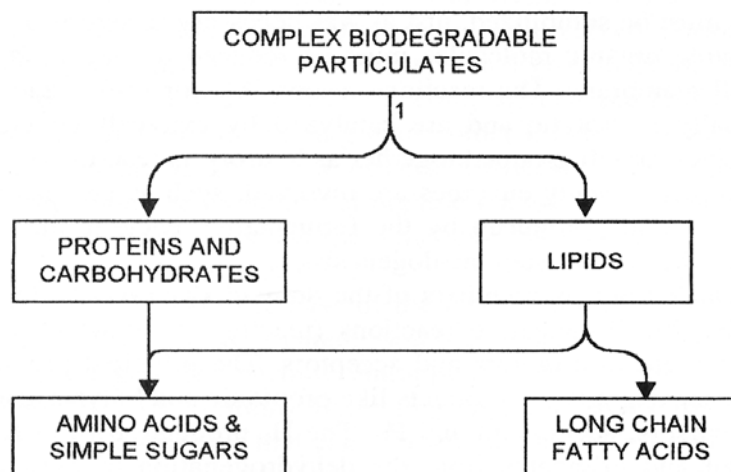 COMPLEX BIODEGRADABLE
PARTICULATES
1
PROTEINS AND
CARBOHYDRATES
LIPIDS
AMINO ACIDS &
SIMPLE SUGARS
LONG CHAIN
FATTY ACIDS